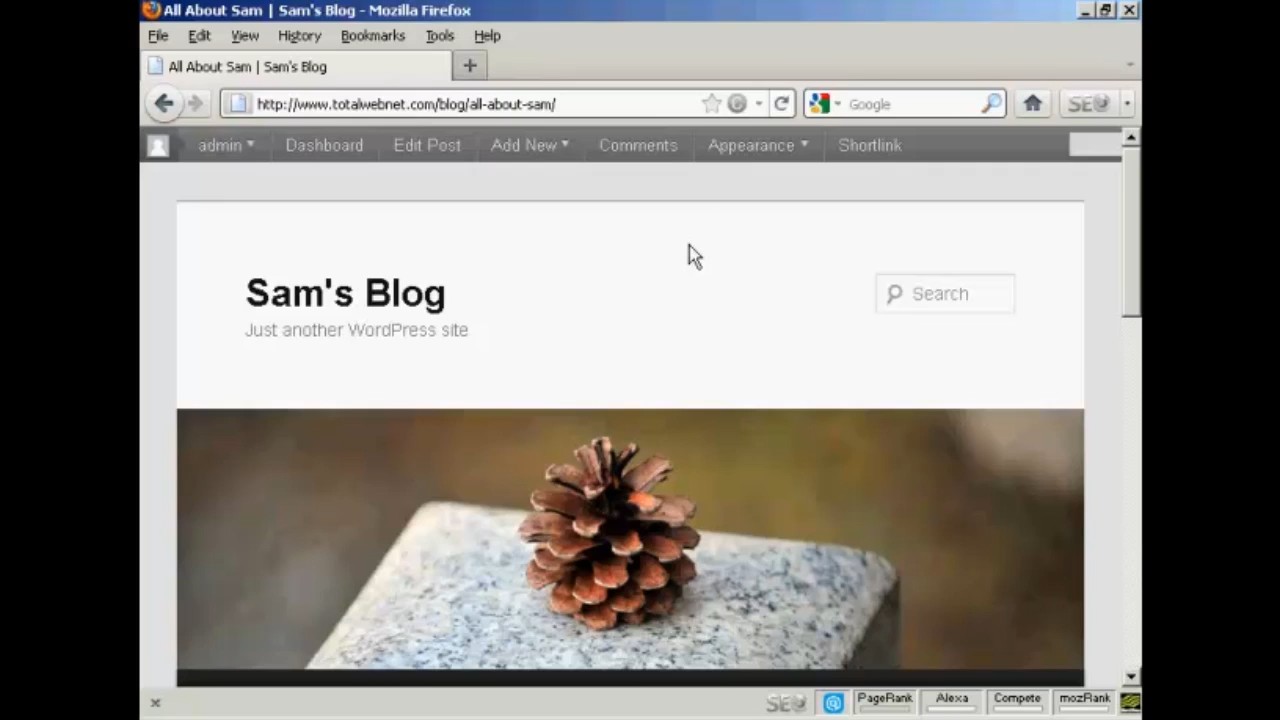 All About Sam | Sam's Blog - Mozilla Firefox
File Edit View History Bookmarks Tools Help
All About Sam | Sam's Blog
http://www.totalwebnet.com/blog/all-about-sam/ Google SEO
admin Dashboard Edit Post Add New Comments Appearance Shortlink
Sam's Blog Search
Just another WordPress site
SEO PageRank Alexa Compete mozRank